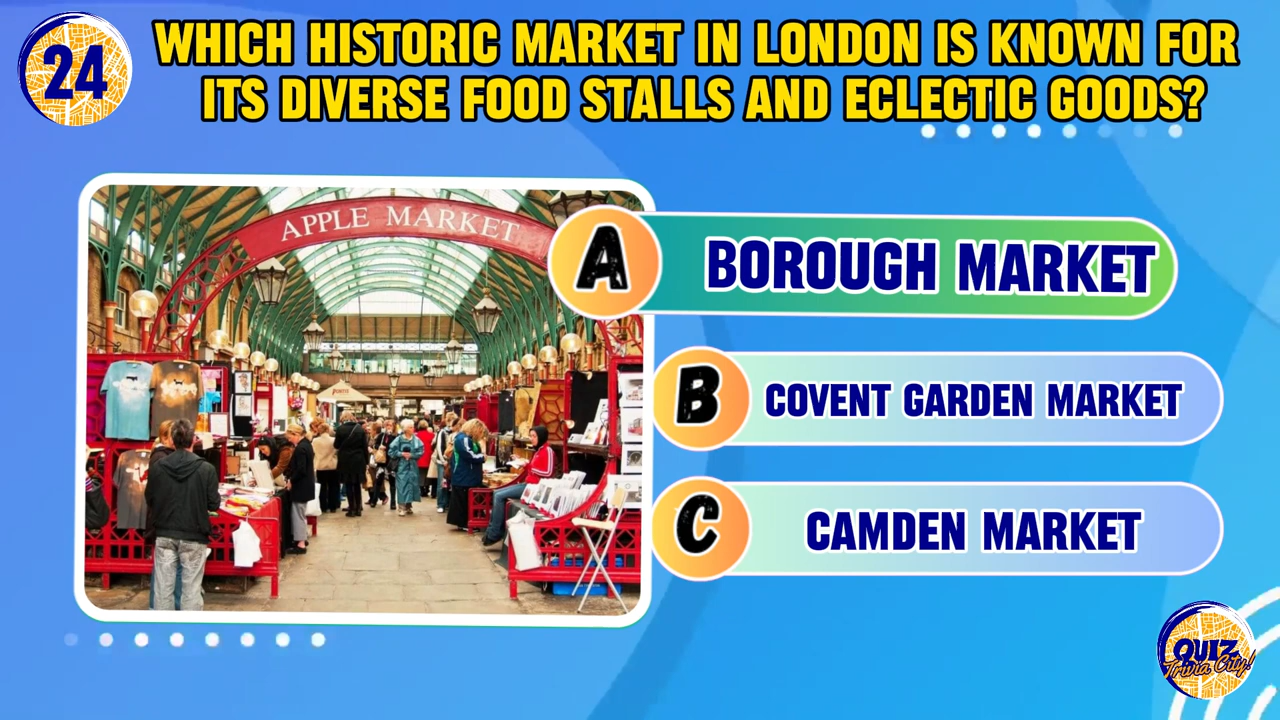 24
WHICH HISTORIC MARKET IN LONDON IS KNOWN FOR
ITS DIVERSE FOOD STALLS AND ECLECTIC GOODS?
APPLE MARKET
A
BOROUGH MARKET
B
COVENT GARDEN MARKET
C
CAMDEN MARKET
QUIZ
Trivia City!